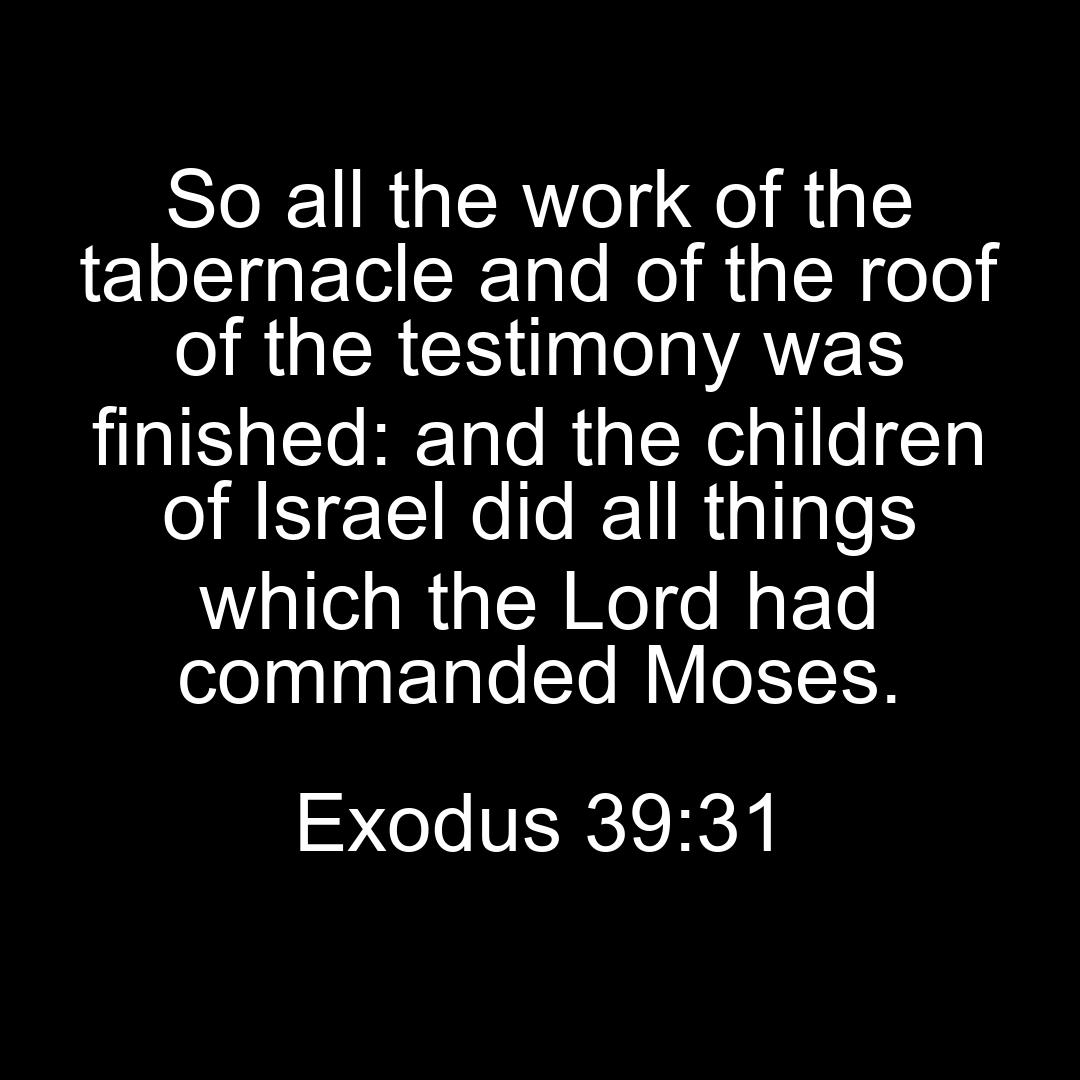 So all the work of the
tabernacle and of the roof
of the testimony was
finished: and the children
of Israel did all things
which the Lord had
commanded Moses.
Exodus 39:31